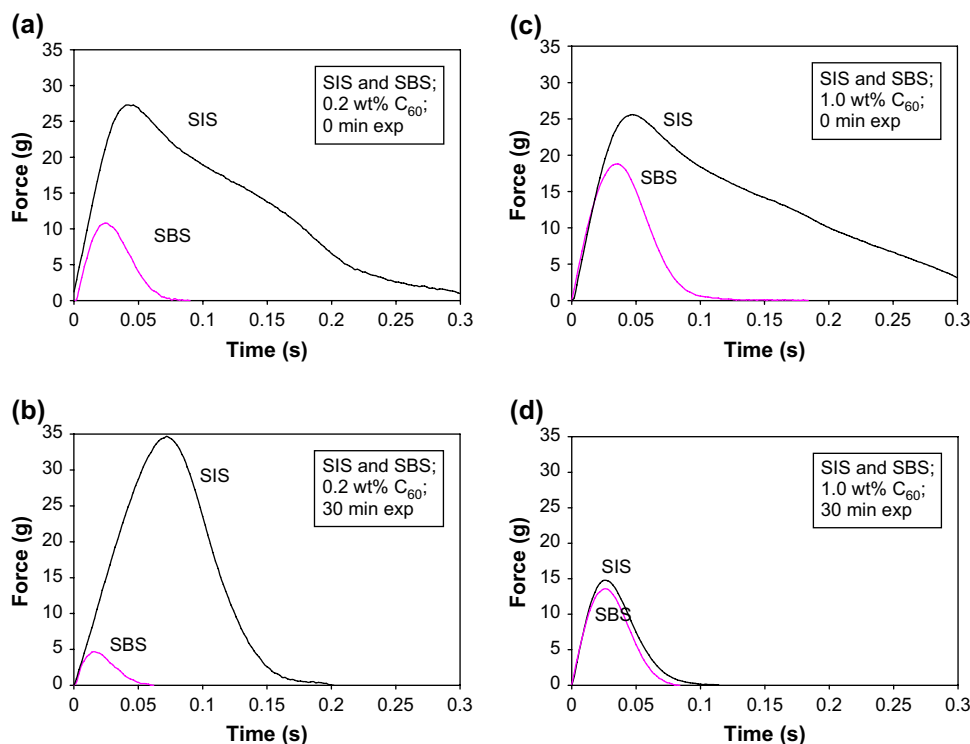 (a)
35
30
25
20
15
10
5
0
Force (g)
SIS and SBS;
0.2 wt% C₆₀;
0 min exp
SIS
SBS
0 0.05 0.1 0.15 0.2 0.25 0.3
Time (s)
(c)
35
30
25
20
15
10
5
0
Force (g)
SIS and SBS;
1.0 wt% C₆₀;
0 min exp
SIS
SBS
0 0.05 0.1 0.15 0.2 0.25 0.3
Time (s)
(b)
35
30
25
20
15
10
5
0
Force (g)
SIS and SBS;
0.2 wt% C₆₀;
30 min exp
SIS
SBS
0 0.05 0.1 0.15 0.2 0.25 0.3
Time (s)
(d)
35
30
25
20
15
10
5
0
Force (g)
SIS and SBS;
1.0 wt% C₆₀;
30 min exp
SIS
SBS
0 0.05 0.1 0.15 0.2 0.25 0.3
Time (s)